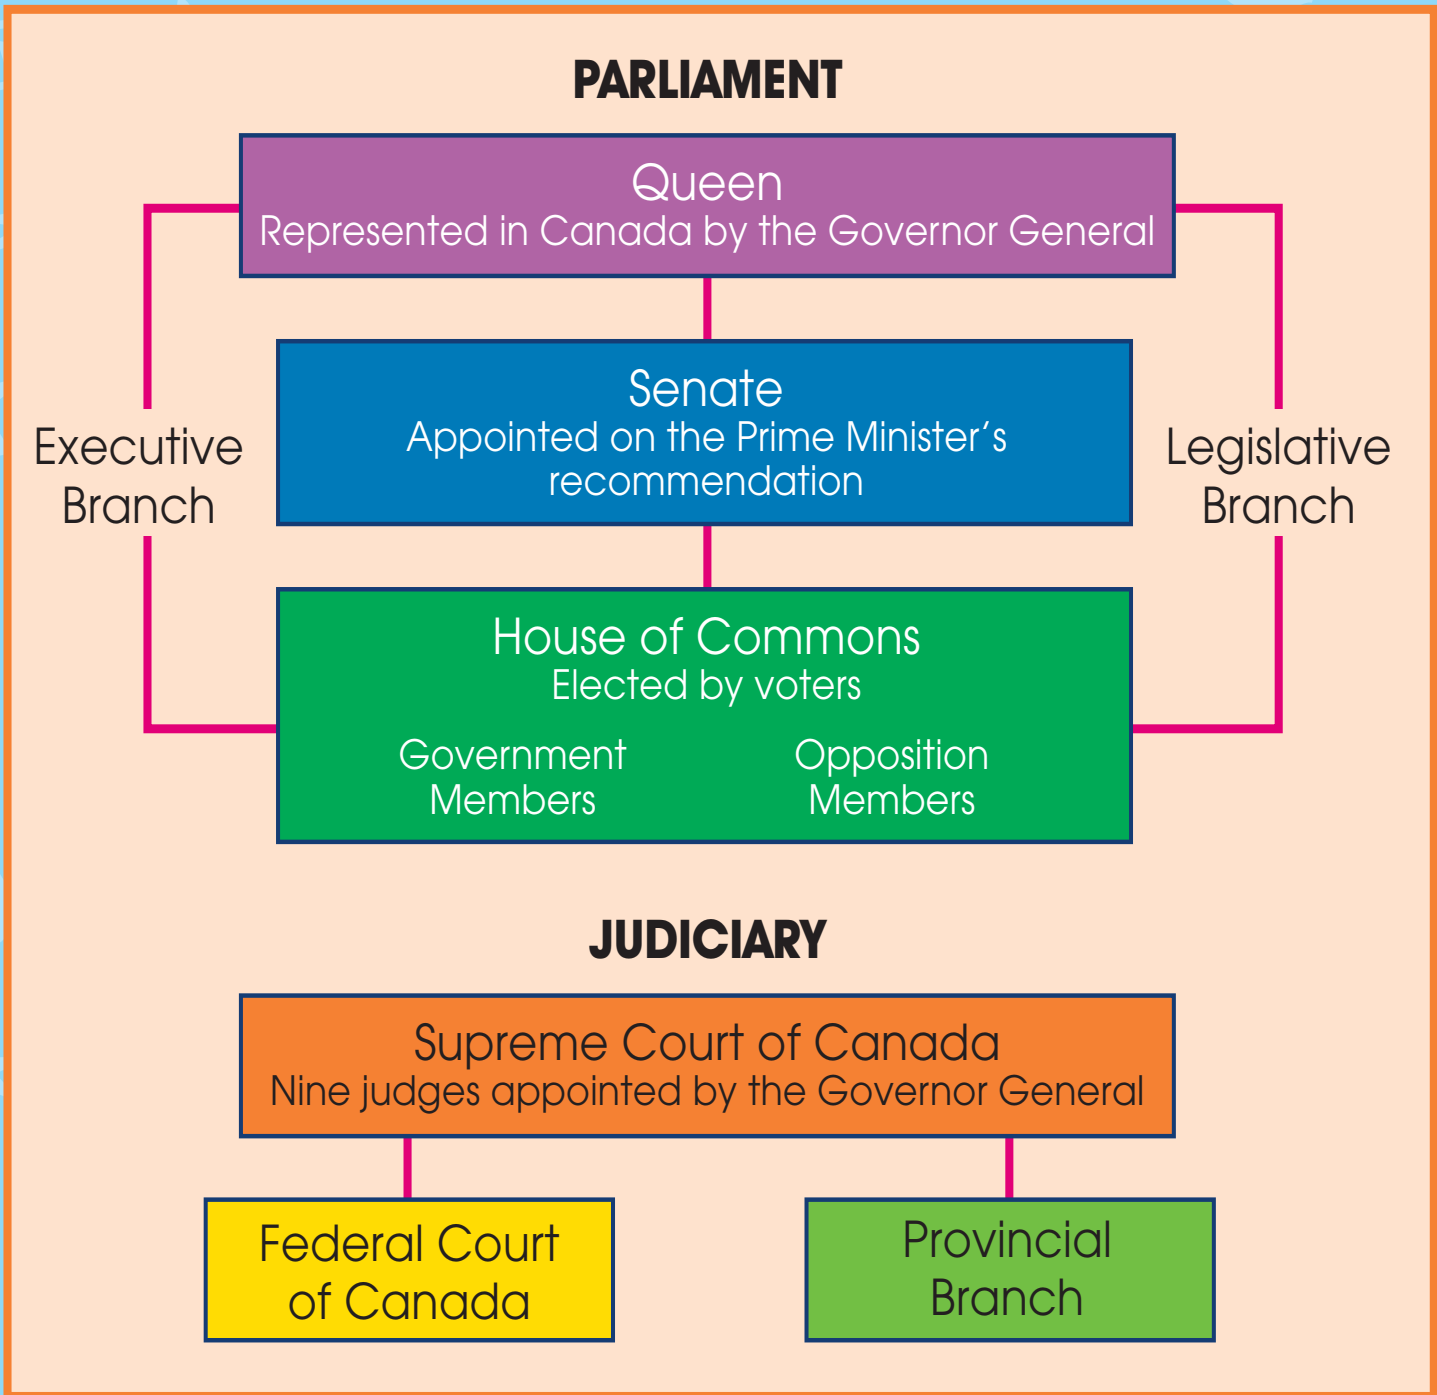 PARLIAMENT
Queen
Represented in Canada by the Governor General
Senate
Appointed on the Prime Minister‘s
recommendation
Executive
Branch
Legislative
Branch
House of Commons
Elected by voters
Government
Members
Opposition
Members
JUDICIARY
Supreme Court of Canada
Nine judges appointed by the Governor General
Federal Court
of Canada
Provincial
Branch